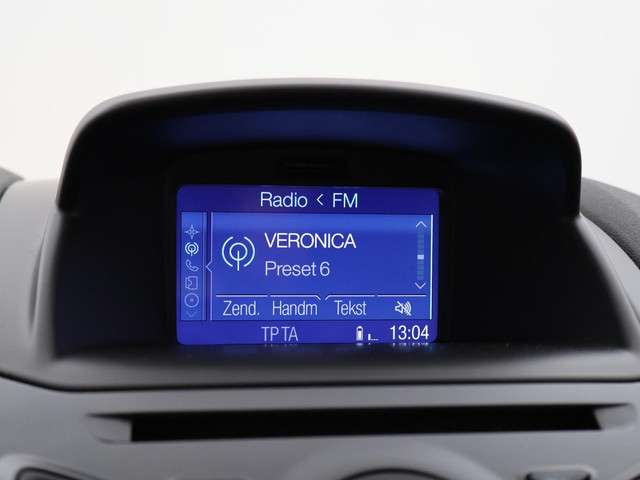 Radio < FM
VERONICA
Preset 6
Zend. Handm Tekst
TP TA 13:04